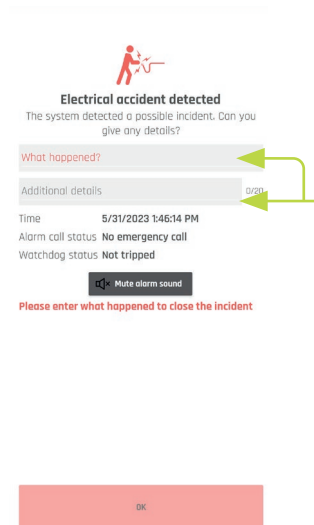 Electrical accident detected
The system detected a possible incident. Can you
give any details?
What happened?
Additional details 0/20
Time 5/31/2023 1:46:14 PM
Alarm call status No emergency call
Watchdog status Not tripped
Mute alarm sound
Please enter what happened to close the incident
OK